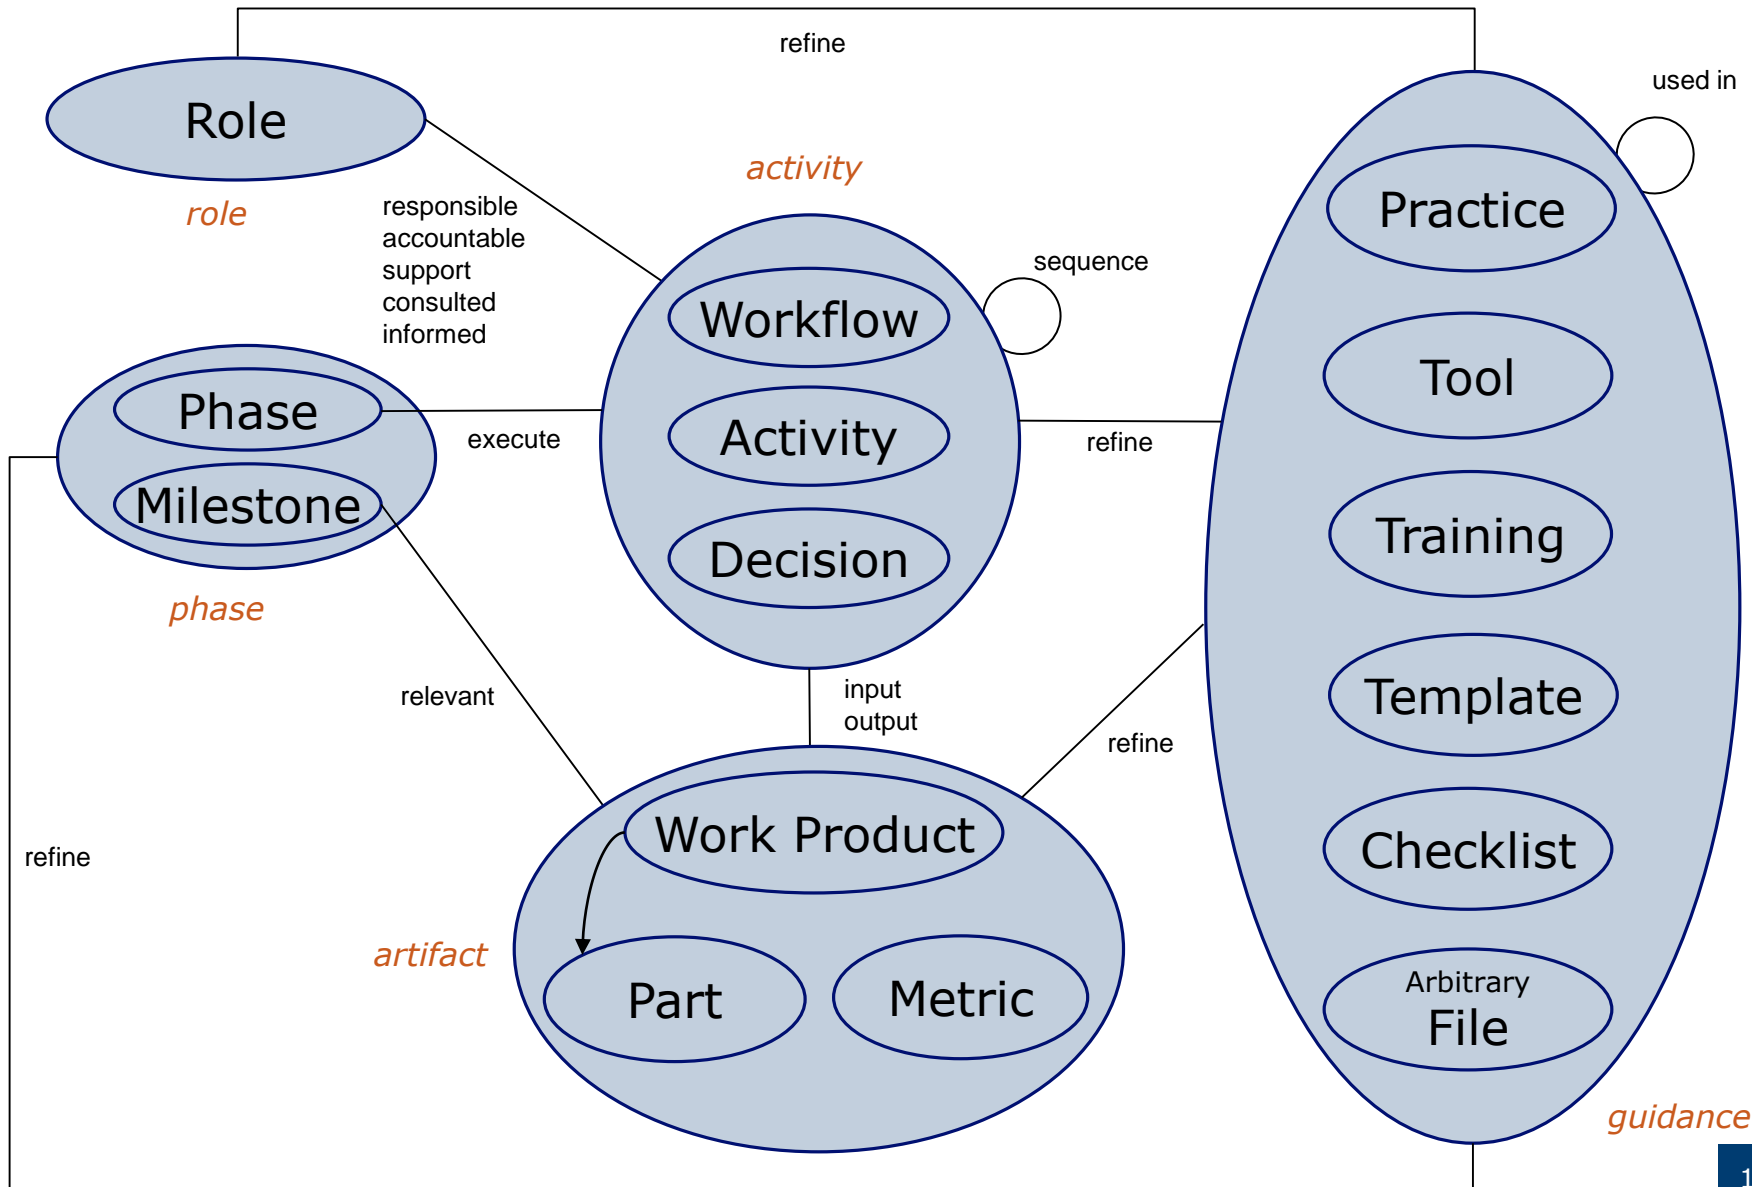 refine
used in
Role
role
activity
responsible
accountable
support
consulted
informed
Practice
Workflow
sequence
Tool
Phase
execute
Activity
refine
Milestone
Decision
Training
phase
relevant
input
output
Template
refine
Work Product
refine
Checklist
artifact
Part
Metric
Arbitrary
File
guidance
1